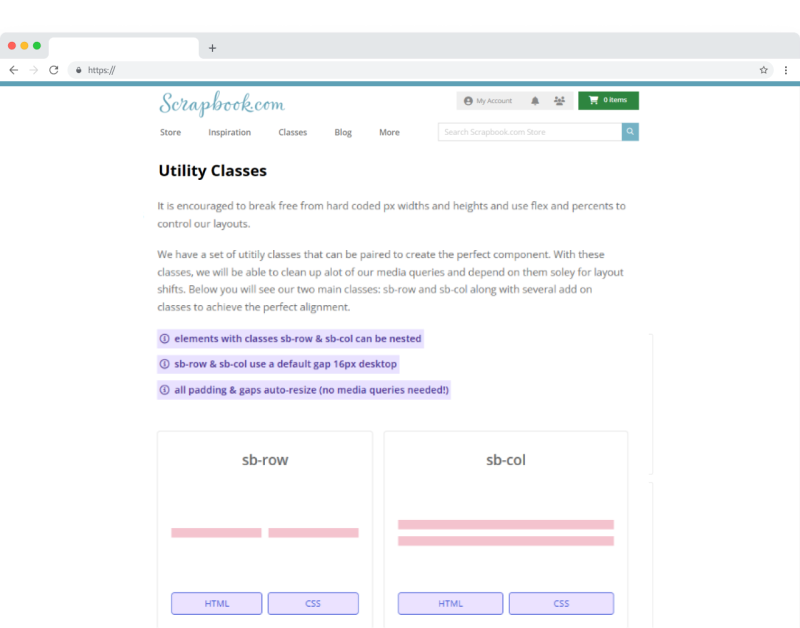 https://
Scrapbook.com
My Account
0 Items
Store Inspiration Classes Blog More
Search Scrapbook.com Store
Utility Classes
It is encouraged to break free from hard coded px widths and heights and use flex and percents to
control our layouts.
We have a set of utitily classes that can be paired to create the perfect component. With these
classes, we will be able to clean up alot of our media queries and depend on them soley for layout
shifts. Below you will see our two main classes: sb-row and sb-col along with several add on
classes to achieve the perfect alignment.
elements with classes sb-row & sb-col can be nested
sb-row & sb-col use a default gap 16px desktop
all padding & gaps auto-resize (no media queries needed!)
sb-row
sb-col
HTML CSS
HTML CSS